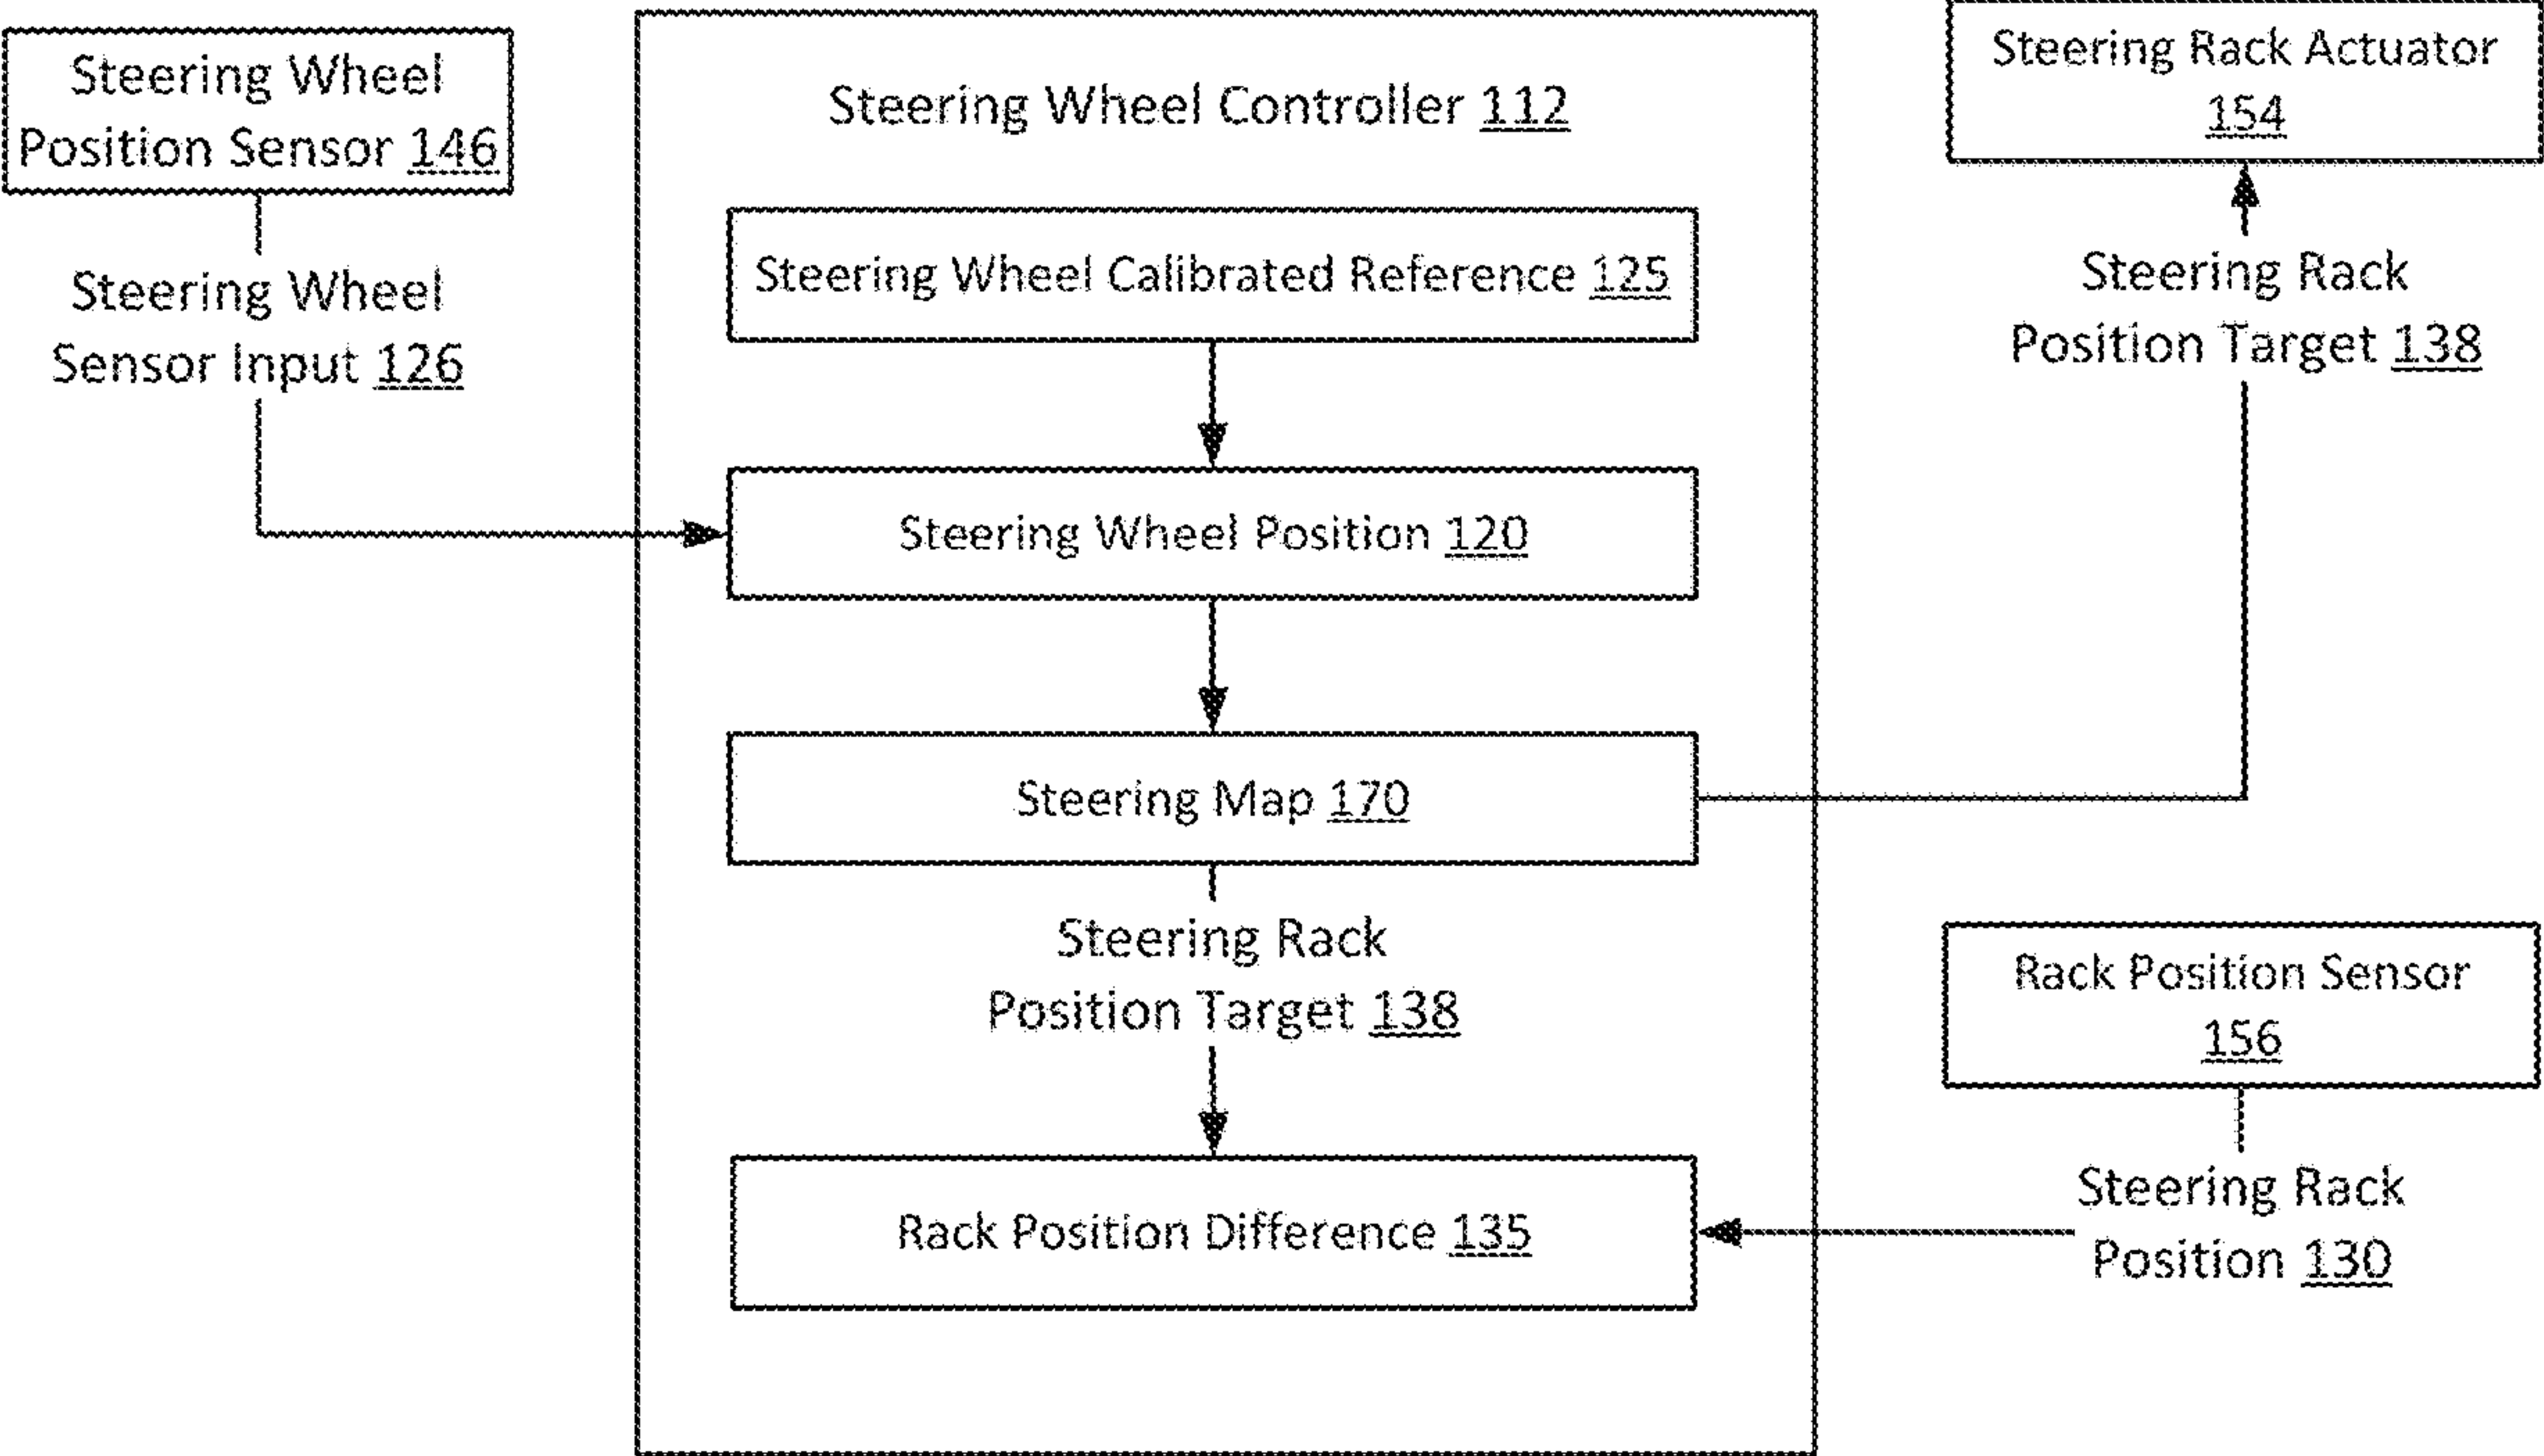 Steering Wheel
Position Sensor 146
Steering Wheel
Sensor Input 126
Steering Wheel Controller 112
Steering Wheel Calibrated Reference 125
Steering Wheel Position 120
Steering Map 170
Steering Rack
Position Target 138
Rack Position Difference 135
Steering Rack Actuator
154
Steering Rack
Position Target 138
Rack Position Sensor
156
Steering Rack
Position 130